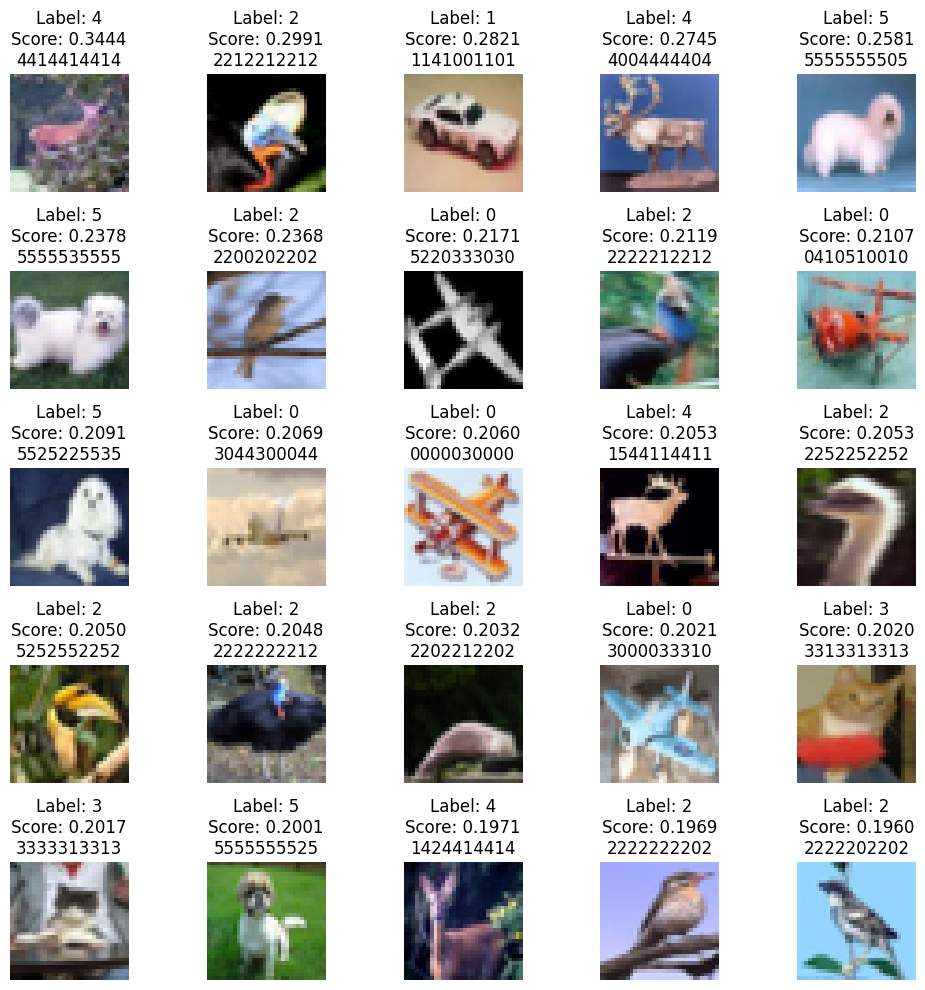 Label: 4
Score: 0.3444
4414414414
Label: 2
Score: 0.2991
2212212212
Label: 1
Score: 0.2821
1141001101
Label: 4
Score: 0.2745
4004444404
Label: 5
Score: 0.2581
5555555505
Label: 5
Score: 0.2378
5555535555
Label: 2
Score: 0.2368
2200202202
Label: 0
Score: 0.2171
5220333030
Label: 2
Score: 0.2119
2222212212
Label: 0
Score: 0.2107
0410510010
Label: 5
Score: 0.2091
5525225535
Label: 0
Score: 0.2069
3044300044
Label: 0
Score: 0.2060
0000030000
Label: 4
Score: 0.2053
1544114411
Label: 2
Score: 0.2053
2252252252
Label: 2
Score: 0.2050
5252552252
Label: 2
Score: 0.2048
2222222212
Label: 2
Score: 0.2032
2202212202
Label: 0
Score: 0.2021
3000033310
Label: 3
Score: 0.2020
3313313313
Label: 3
Score: 0.2017
3333313313
Label: 5
Score: 0.2001
5555555525
Label: 4
Score: 0.1971
1424414414
Label: 2
Score: 0.1969
2222222202
Label: 2
Score: 0.1960
2222202202